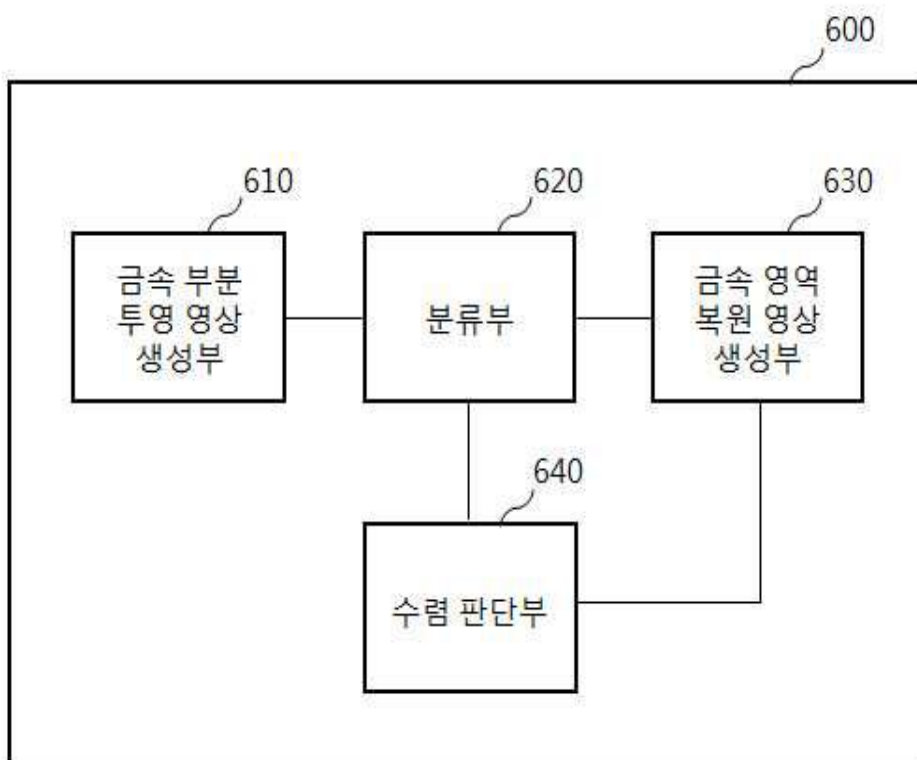 600
610
620
630
금속 부분
투영 영상
생성부
분류부
금속 영역
복원 영상
생성부
640
수렴 판단부